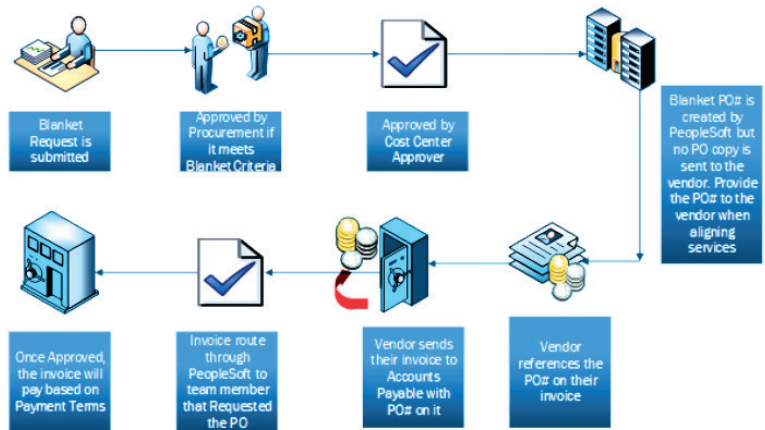 Blanket
Request is
submitted
Approved by
Procurement if
it meets
Blanket Criteria
Approved by
Cost Center
Approver
Blanket PO# is
created by
PeopleSoft but
no PO copy is
sent to the
vendor. Provide
the PO# to the
vendor when
aligning
services
Once Approved,
the invoice will
pay based on
Payment Terms
Invoice route
through
PeopleSoft to
team member
that Requested
the PO
Vendor sends
their invoice to
Accounts
Payable with
PO# on it
Vendor
references the
PO# on their
invoice